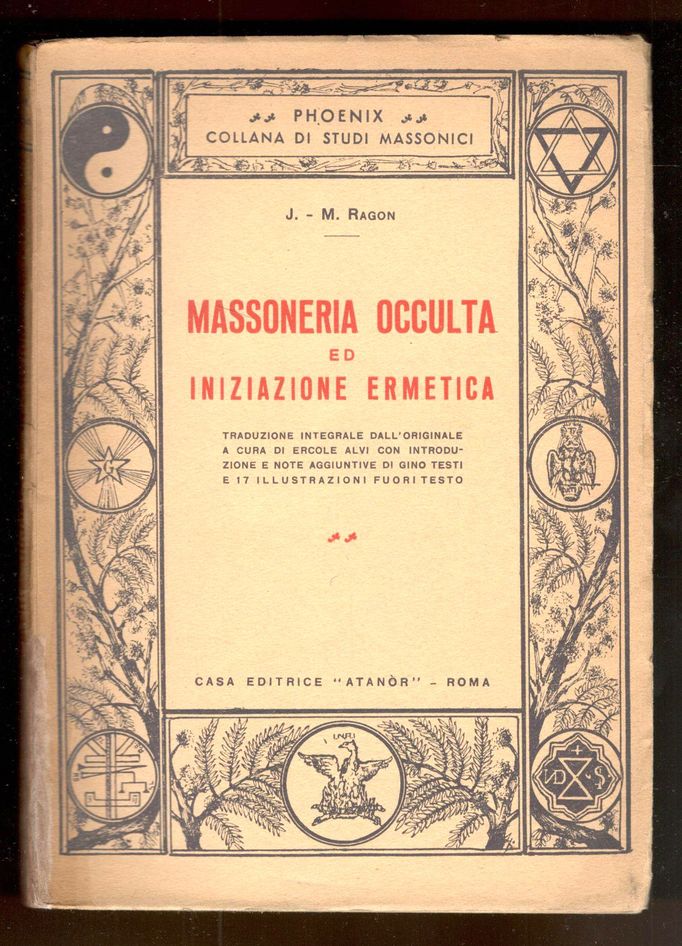 PHOENIX
COLLANA DI STUDI MASSONICI
J. - M. RAGON
MASSONERIA OCCULTA
ED
INIZIAZIONE ERMETICA
TRADUZIONE INTEGRALE DALL'ORIGINALE
A CURA DI ERCOLE ALVI CON INTRODU-
ZIONE E NOTE AGGIUNTIVE DI GINO TESTI
E 17 ILLUSTRAZIONI FUORI TESTO
G
CASA EDITRICE "ATANÒR" - ROMA